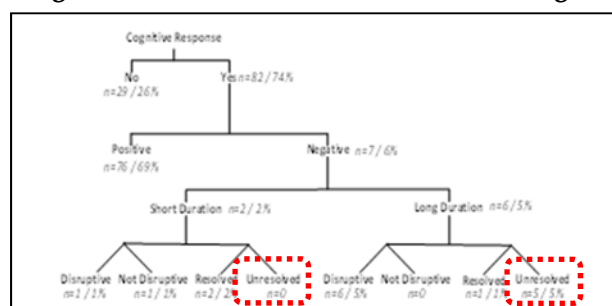 Cognitive Response
No Yes n=82 / 74%
n=29 / 26%
Positive Negative n=7 / 6%
n=76 / 69%
Short Duration n=2 / 2% Long Duration n=6 / 5%
Disruptive Not Disruptive Resolved Unresolved Disruptive Not Disruptive Resolved Unresolved
n=1 / 1% n=1 / 1% n=2 / 2% n=0 n=6 / 5% n=0 n=1 / 1% n=5 / 5%